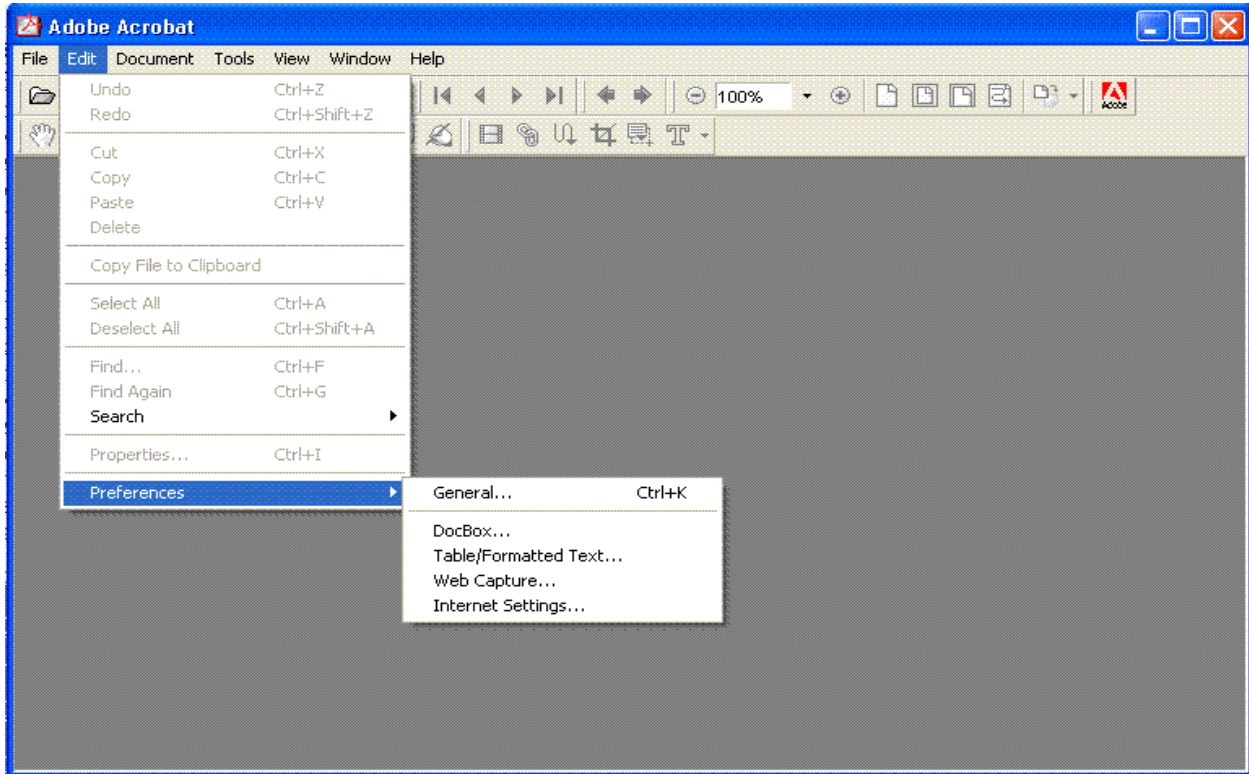 Adobe Acrobat
File Edit Document Tools View Window Help
100%
Adobe
Undo Ctrl+Z
Redo Ctrl+Shift+Z
Cut Ctrl+X
Copy Ctrl+C
Paste Ctrl+V
Delete
Copy File to Clipboard
Select All Ctrl+A
Deselect All Ctrl+Shift+A
Find... Ctrl+F
Find Again Ctrl+G
Search
Properties... Ctrl+I
Preferences
General... Ctrl+K
DocBox...
Table/Formatted Text...
Web Capture...
Internet Settings...